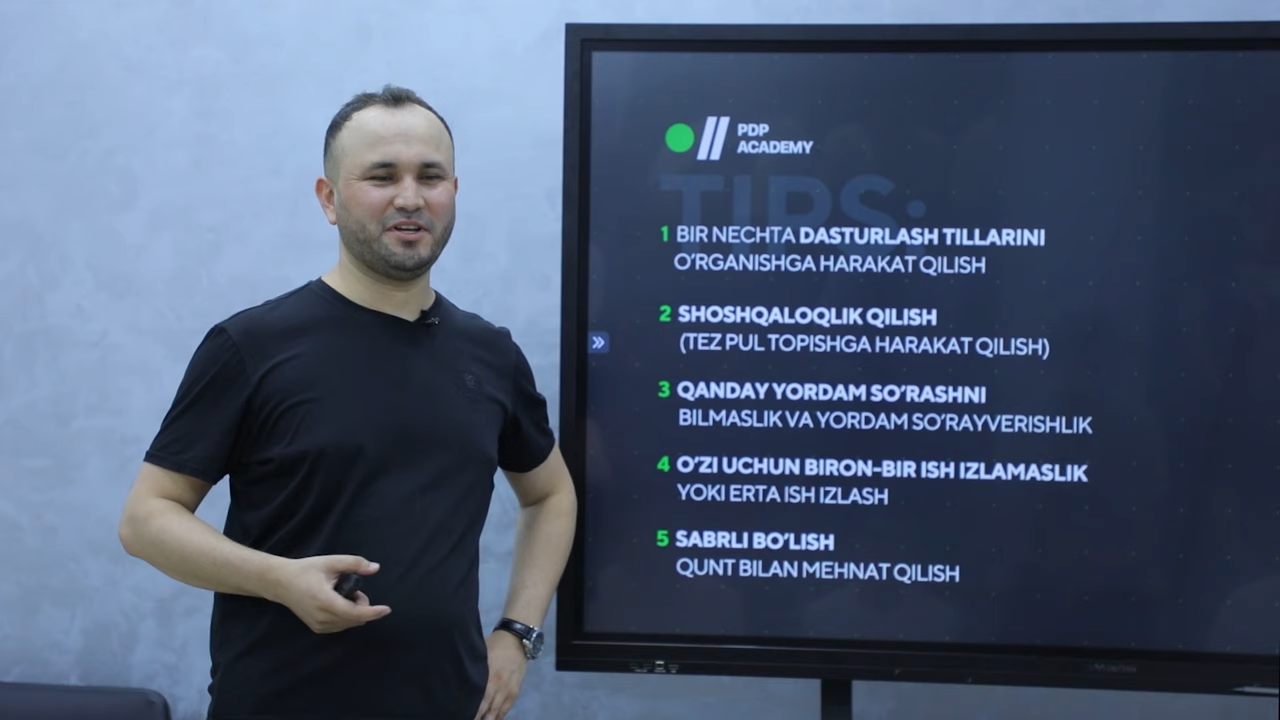 PDP
ACADEMY
TIPS:
1 BIR NECHTA DASTURLASH TILLARINI
O‘RGANISHGA HARAKAT QILISH
2 SHOSHQALOQLIK QILISH
(TEZ PUL TOPISHGA HARAKAT QILISH)
3 QANDAY YORDAM SO‘RASHNI
BILMASLIK VA YORDAM SO‘RAYVERISHLIK
4 O‘ZI UCHUN BIRON-BIR ISH IZLAMASLIK
YOKI ERTA ISH IZLASH
5 SABRLI BO‘LISH
QUNT BILAN MEHNAT QILISH